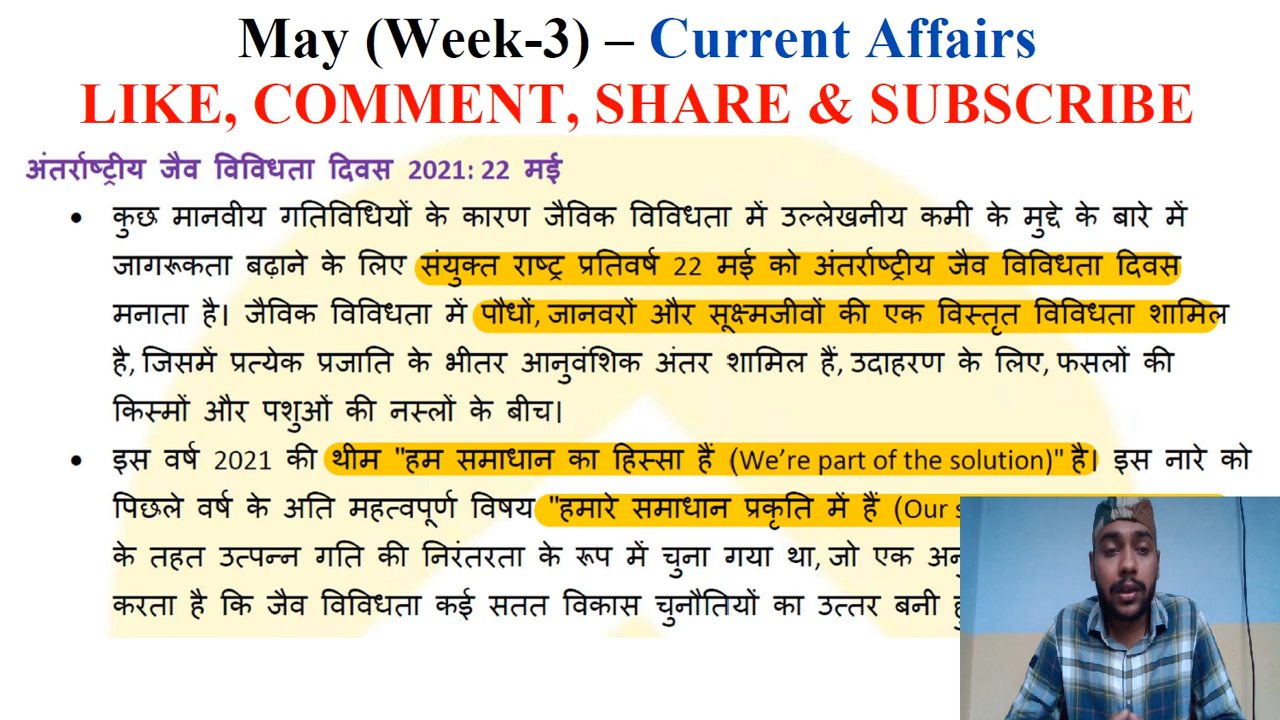 May (Week-3) – Current Affairs
LIKE, COMMENT, SHARE & SUBSCRIBE
अंतर्राष्ट्रीय जैव विविधता दिवस 2021: 22 मई
• कुछ मानवीय गतिविधियों के कारण जैविक विविधता में उल्लेखनीय कमी के मुद्दे के बारे में
जागरूकता बढ़ाने के लिए संयुक्त राष्ट्र प्रतिवर्ष 22 मई को अंतर्राष्ट्रीय जैव विविधता दिवस
मनाता है। जैविक विविधता में पौधों, जानवरों और सूक्ष्मजीवों की एक विस्तृत विविधता शामिल
है, जिसमें प्रत्येक प्रजाति के भीतर आनुवंशिक अंतर शामिल हैं, उदाहरण के लिए, फसलों की
किस्मों और पशुओं की नस्लों के बीच।
• इस वर्ष 2021 की थीम "हम समाधान का हिस्सा हैं (We’re part of the solution)" है। इस नारे को
पिछले वर्ष के अति महत्वपूर्ण विषय "हमारे समाधान प्रकृति में हैं (Our
के तहत उत्पन्न गति की निरंतरता के रूप में चुना गया था, जो एक
करता है कि जैव विविधता कई सतत विकास चुनौतियों का उत्तर बनी